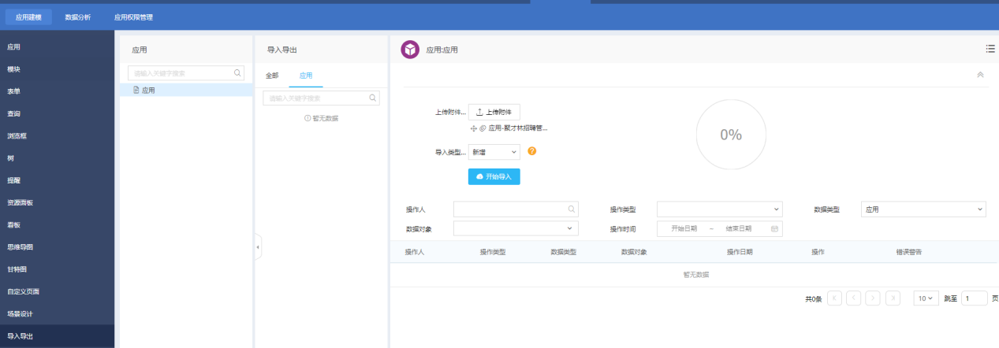 应用建模 数据分析 应用权限管理
应用
模块
表单
查询
浏览框
树
提醒
资源面板
看板
思维导图
甘特图
自定义页面
场景设计
导入导出
应用
请输入关键字搜索
应用
导入导出
全部 应用
请输入关键字搜索
暂无数据
应用:应用
上传附件... 上传附件
应用-聚才林招聘管...
导入类型... 新增 ?
开始导入
0%
操作人 操作类型 数据类型 应用
数据对象 操作时间 开始日期 ~ 结束日期
操作人 操作类型 数据类型 数据对象 操作日期 操作 错误警告
暂无数据
共0条 10 跳至 1 页